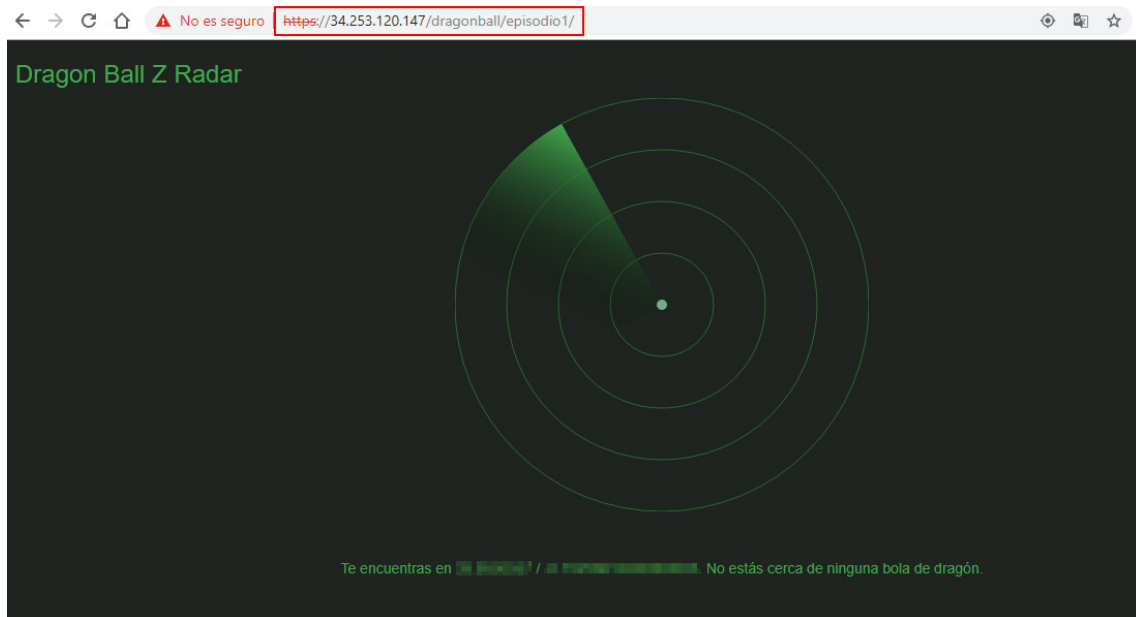 No es seguro
https://34.253.120.147/dragonball/episodio1/
Dragon Ball Z Radar
Te encuentras en / . No estás cerca de ninguna bola de dragón.